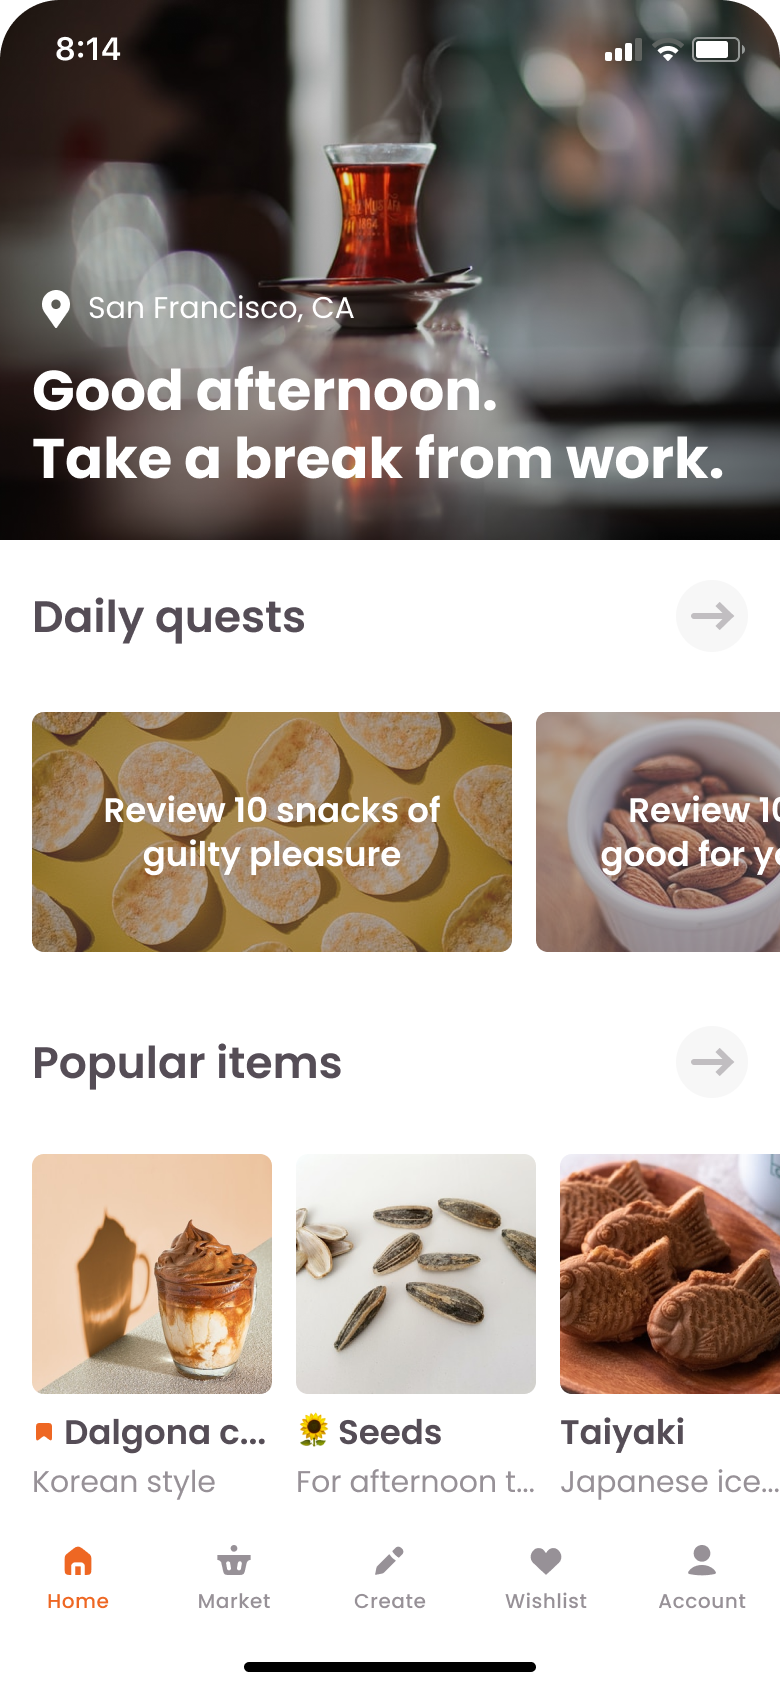 8:14
San Francisco, CA
Good afternoon.
Take a break from work.
Daily quests
Review 10 snacks of
guilty pleasure
Review 10
good for yo
Popular items
Dalgona c...
Korean style
🌻 Seeds
For afternoon t...
Taiyaki
Japanese ice...
Home
Market
Create
Wishlist
Account